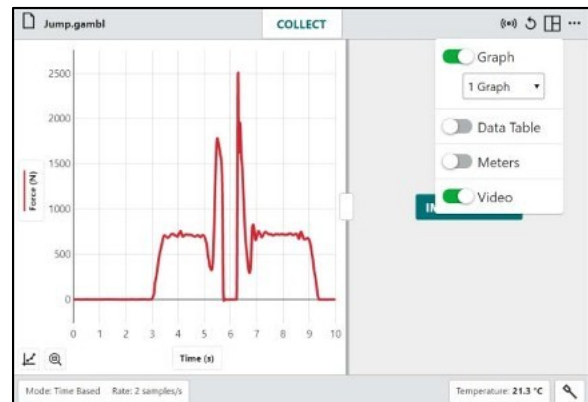 Jump.gambl
COLLECT
Graph
1 Graph
Data Table
Meters
Video
Force (N)
2500
2000
1500
1000
500
0
0 1 2 3 4 5 6 7 8 9 10
Time (s)
Mode: Time Based Rate: 2 samples/s
Temperature: 21.3 °C